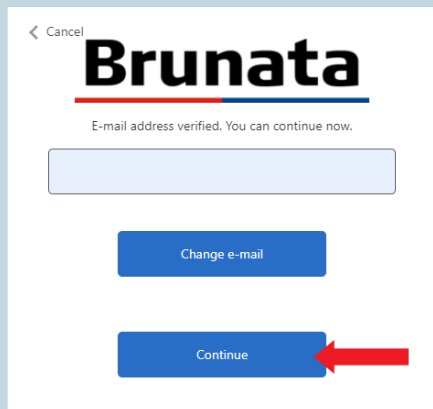 Cancel
Brunata
E-mail address verified. You can continue now.
Change e-mail
Continue